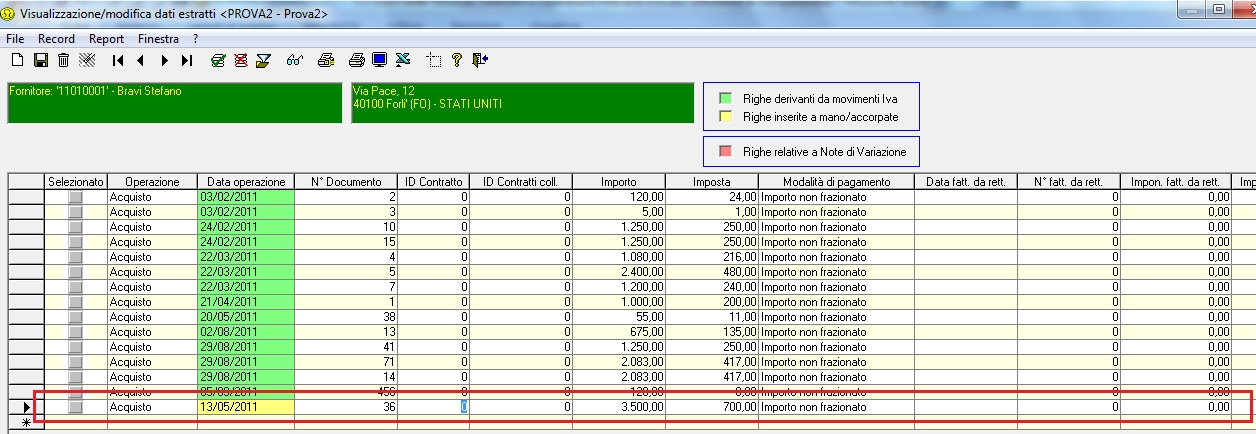 Visualizzazione/modifica dati estratti <PROVA2 - Prova2>
File Record Report Finestra ?
Fornitore: '11010001' - Bravi Stefano
Via Pace, 12
40100 Forli' (FO) - STATI UNITI
Righe derivanti da movimenti Iva
Righe inserite a mano/accorpate
Righe relative a Note di Variazione
Selezionato Operazione Data operazione N° Documento ID Contratto ID Contratti coll. Importo Imposta Modalità di pagamento Data fatt. da rett. N° fatt. da rett. Impon. fatt. da rett. Imp
Acquisto 03/02/2011 2 0 0 120,00 24,00 Importo non frazionato 0 0,00
Acquisto 03/02/2011 3 0 0 5,00 1,00 Importo non frazionato 0 0,00
Acquisto 24/02/2011 10 0 0 1.250,00 250,00 Importo non frazionato 0 0,00
Acquisto 24/02/2011 15 0 0 1.250,00 250,00 Importo non frazionato 0 0,00
Acquisto 22/03/2011 4 0 0 1.080,00 216,00 Importo non frazionato 0 0,00
Acquisto 22/03/2011 5 0 0 2.400,00 480,00 Importo non frazionato 0 0,00
Acquisto 22/03/2011 7 0 0 1.200,00 240,00 Importo non frazionato 0 0,00
Acquisto 21/04/2011 1 0 0 1.000,00 200,00 Importo non frazionato 0 0,00
Acquisto 20/05/2011 38 0 0 55,00 11,00 Importo non frazionato 0 0,00
Acquisto 02/08/2011 13 0 0 675,00 135,00 Importo non frazionato 0 0,00
Acquisto 29/08/2011 41 0 0 1.250,00 250,00 Importo non frazionato 0 0,00
Acquisto 29/08/2011 71 0 0 2.083,00 417,00 Importo non frazionato 0 0,00
Acquisto 29/08/2011 14 0 0 2.083,00 417,00 Importo non frazionato 0 0,00
Acquisto 0 0 Importo non frazionato 0 0,00
Acquisto 13/05/2011 36 0 0 3.500,00 700,00 Importo non frazionato 0 0,00